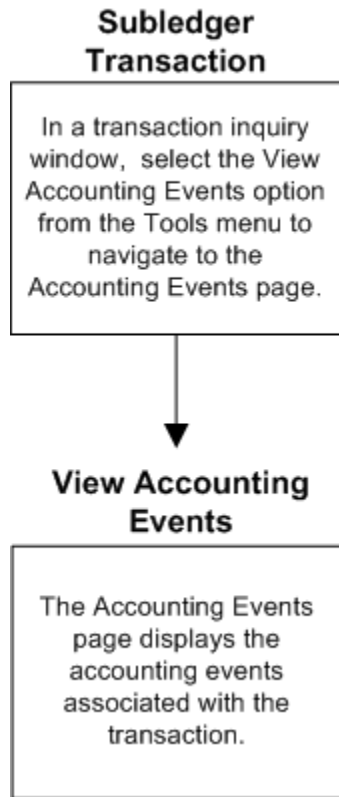 Subledger
Transaction
In a transaction inquiry
window, select the View
Accounting Events option
from the Tools menu to
navigate to the
Accounting Events page.
View Accounting
Events
The Accounting Events
page displays the
accounting events
associated with the
transaction.